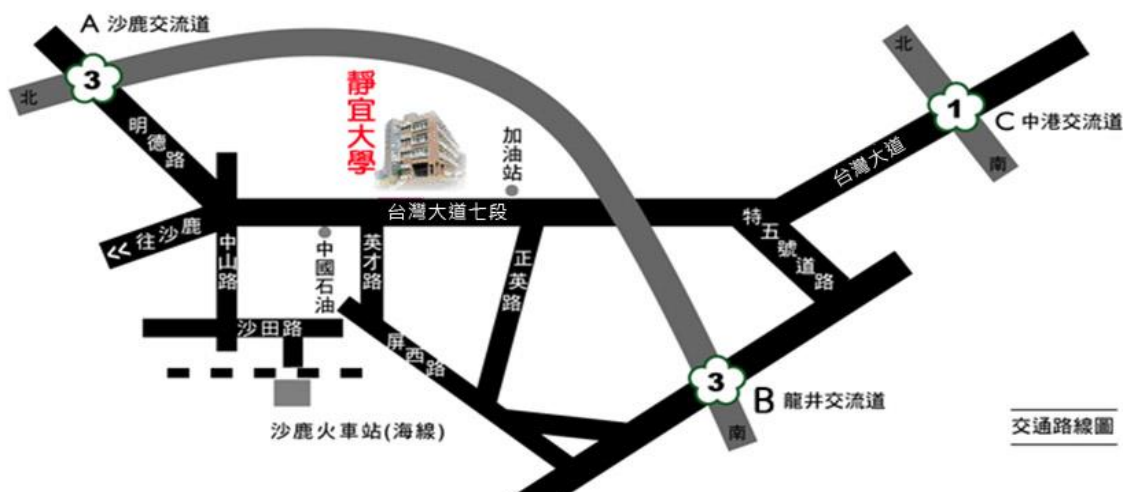 A 沙鹿交流道
北
3
明德路
靜宜大學
加油站
北
1
C 中港交流道
南
台灣大道
台灣大道七段
<<往沙鹿
中山路
中國石油
英才路
正英路
特五號道路
沙田路
屏西路
3
B 龍井交流道
南
沙鹿火車站(海線)
交通路線圖